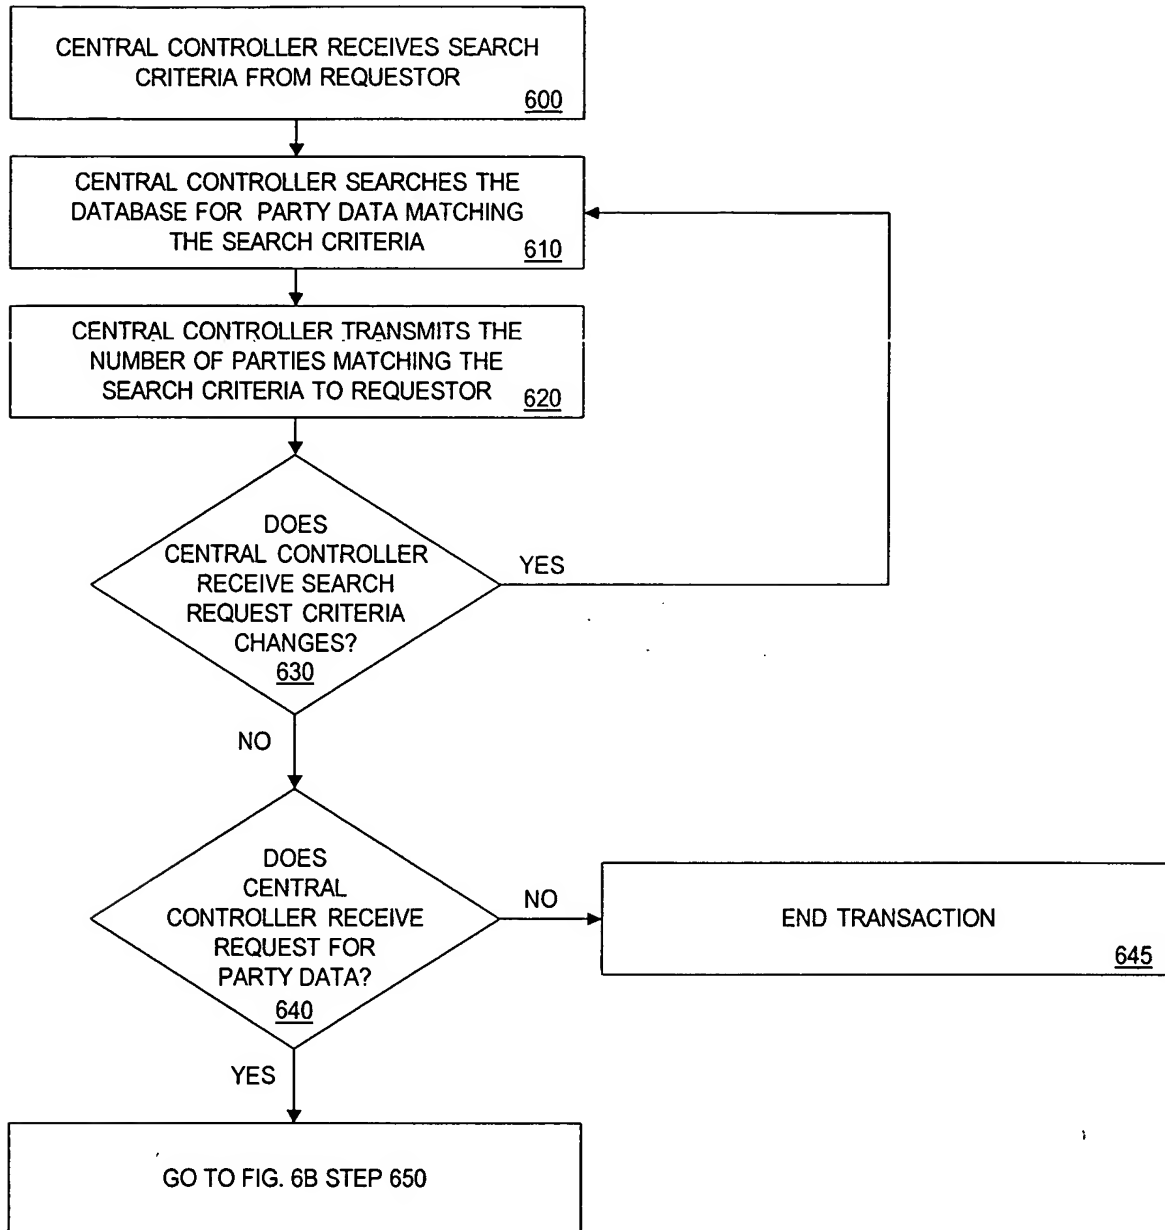 CENTRAL CONTROLLER RECEIVES SEARCH
CRITERIA FROM REQUESTOR
600
CENTRAL CONTROLLER SEARCHES THE
DATABASE FOR PARTY DATA MATCHING
THE SEARCH CRITERIA
610
CENTRAL CONTROLLER TRANSMITS THE
NUMBER OF PARTIES MATCHING THE
SEARCH CRITERIA TO REQUESTOR
620
DOES
CENTRAL CONTROLLER
RECEIVE SEARCH
REQUEST CRITERIA
CHANGES?
630
YES
NO
DOES
CENTRAL
CONTROLLER RECEIVE
REQUEST FOR
PARTY DATA?
640
NO
END TRANSACTION
645
YES
GO TO FIG. 6B STEP 650